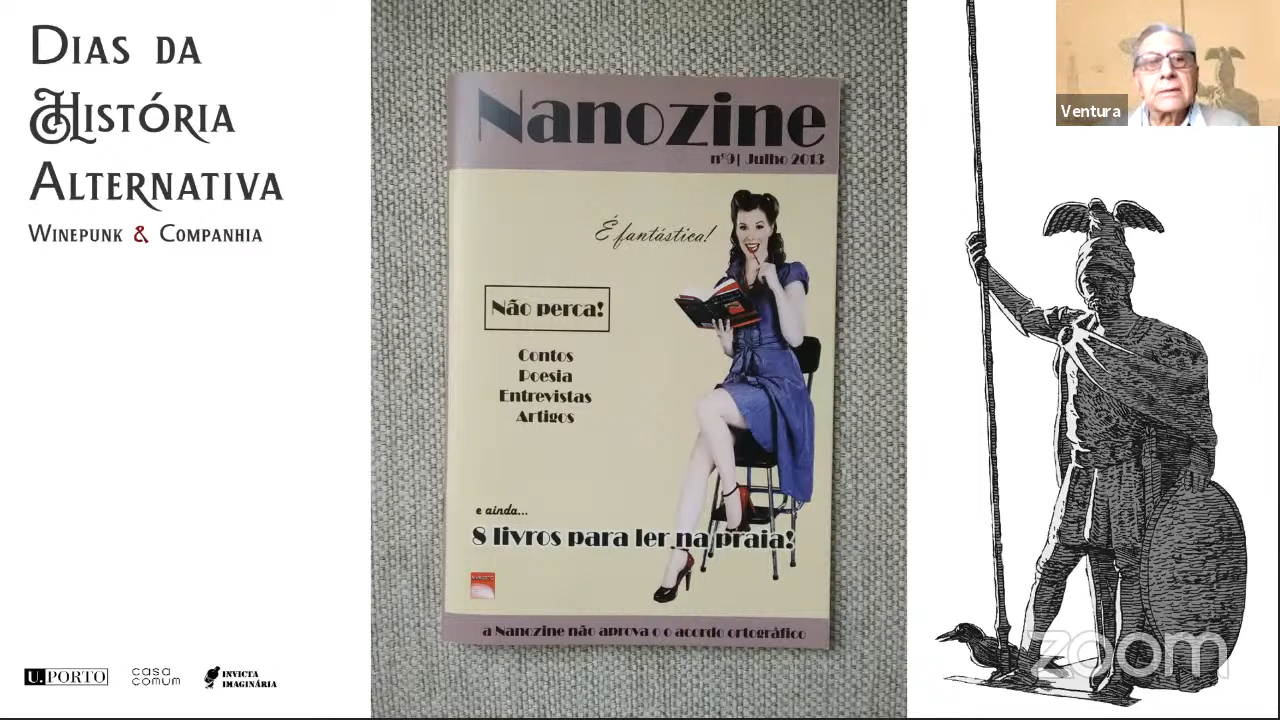 Dias da
História
Alternativa
Winepunk & Companhia
Nanozine
nº9| Julho 2013
É fantástica!
Não perca!
Contos
Poesia
Entrevistas
Artigos
e ainda...
8 livros para ler na praia!
a Nanozine não aprova o o acordo ortográfico
Ventura
U.PORTO
casa
comum
INVICTA
IMAGINÁRIA
zoom